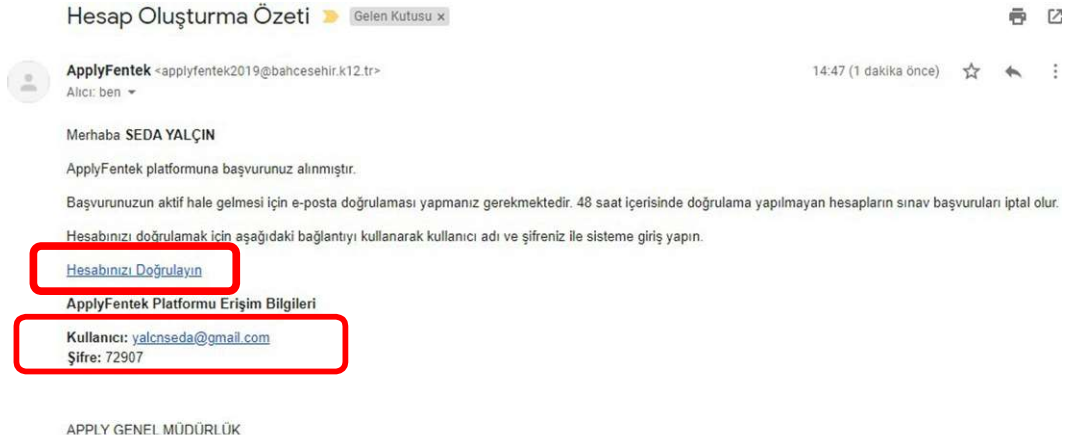 Hesap Oluşturma Özeti Gelen Kutusu x
ApplyFentek <applyfentek2019@bahcesehir.k12.tr> 14:47 (1 dakika önce)
Alıcı: ben
Merhaba SEDA YALÇIN
ApplyFentek platformuna başvurunuz alınmıştır.
Başvurunuzun aktif hale gelmesi için e-posta doğrulaması yapmanız gerekmektedir. 48 saat içerisinde doğrulama yapılmayan hesapların sınav başvuruları iptal olur.
Hesabınızı doğrulamak için aşağıdaki bağlantıyı kullanarak kullanıcı adı ve şifreniz ile sisteme giriş yapın.
Hesabınızı Doğrulayın
ApplyFentek Platformu Erişim Bilgileri
Kullanıcı: yalcnseda@gmail.com
Şifre: 72907
APPLY GENEL MÜDÜRLÜK